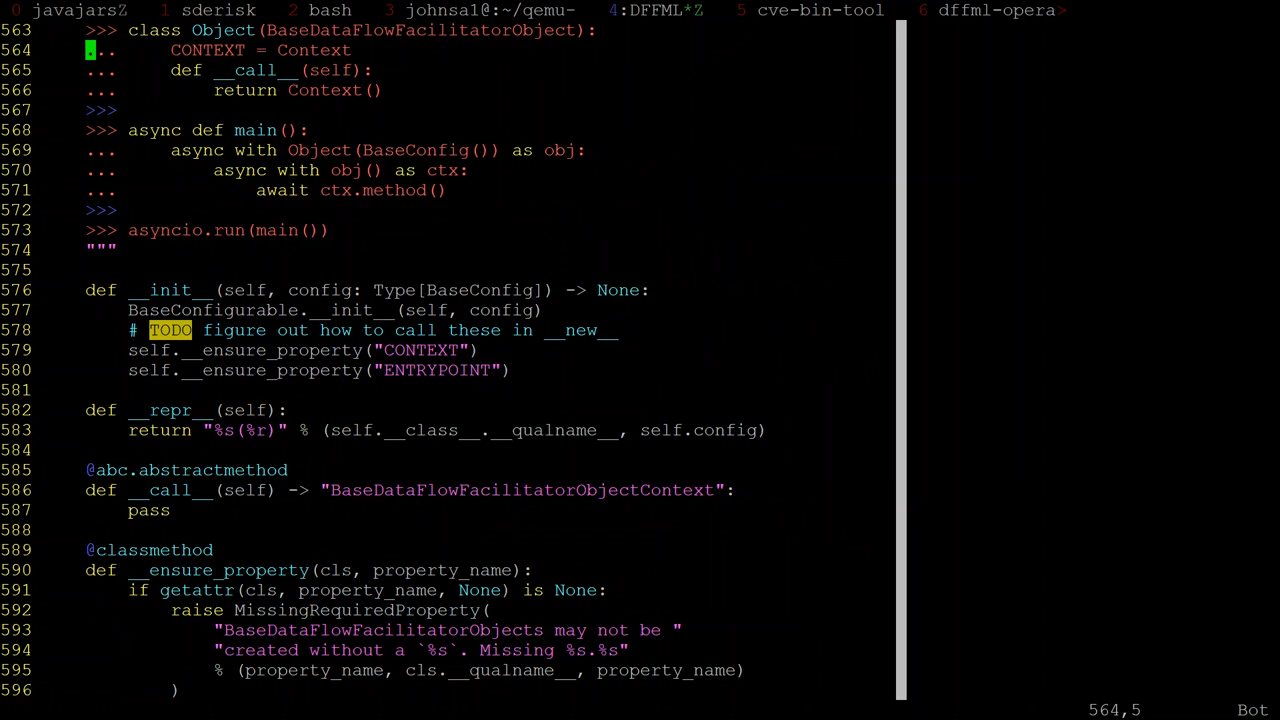 0 javajarsZ  1 sderisk  2 bash  3 johnsa1@:~/qemu-  4:DFFML*Z  5 cve-bin-tool  6 dffml-opera>
563     >>> class Object(BaseDataFlowFacilitatorObject):
564     ...     CONTEXT = Context
565     ...     def __call__(self):
566     ...         return Context()
567     >>>
568     >>> async def main():
569     ...     async with Object(BaseConfig()) as obj:
570     ...         async with obj() as ctx:
571     ...             await ctx.method()
572     >>>
573     >>> asyncio.run(main())
574     """
575
576     def __init__(self, config: Type[BaseConfig]) -> None:
577         BaseConfigurable.__init__(self, config)
578         # TODO figure out how to call these in __new__
579         self.__ensure_property("CONTEXT")
580         self.__ensure_property("ENTRYPOINT")
581
582     def __repr__(self):
583         return "%s(%r)" % (self.__class__.__qualname__, self.config)
584
585     @abc.abstractmethod
586     def __call__(self) -> "BaseDataFlowFacilitatorObjectContext":
587         pass
588
589     @classmethod
590     def __ensure_property(cls, property_name):
591         if getattr(cls, property_name, None) is None:
592             raise MissingRequiredProperty(
593                 "BaseDataFlowFacilitatorObjects may not be "
594                 "created without a `%s`. Missing %s.%s"
595                 % (property_name, cls.__qualname__, property_name)
596             )
564,5 Bot